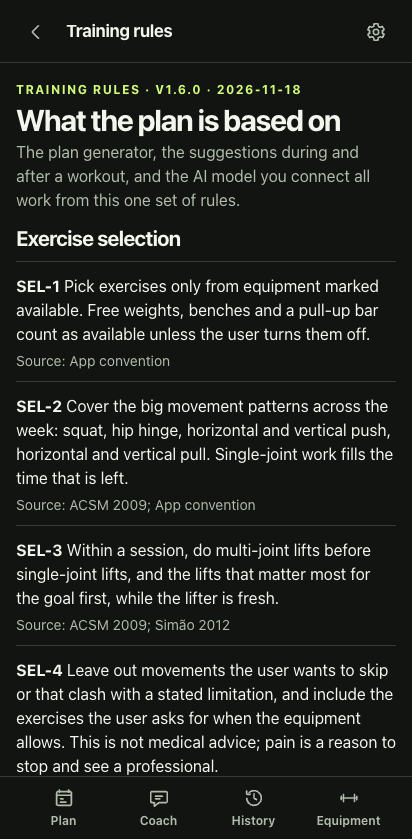 Training rules
TRAINING RULES · V1.6.0 · 2026-11-18
What the plan is based on
The plan generator, the suggestions during and
after a workout, and the AI model you connect all
work from this one set of rules.
Exercise selection
SEL-1 Pick exercises only from equipment marked
available. Free weights, benches and a pull-up bar
count as available unless the user turns them off.
Source: App convention
SEL-2 Cover the big movement patterns across the
week: squat, hip hinge, horizontal and vertical push,
horizontal and vertical pull. Single-joint work fills the
time that is left.
Source: ACSM 2009; App convention
SEL-3 Within a session, do multi-joint lifts before
single-joint lifts, and the lifts that matter most for
the goal first, while the lifter is fresh.
Source: ACSM 2009; Simão 2012
SEL-4 Leave out movements the user wants to skip
or that clash with a stated limitation, and include the
exercises the user asks for when the equipment
allows. This is not medical advice; pain is a reason to
stop and see a professional.
Plan
Coach
History
Equipment